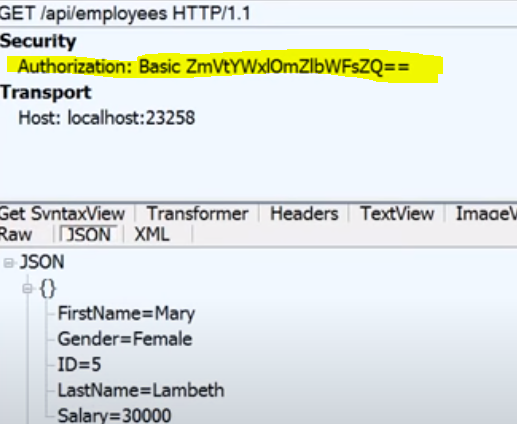 GET /api/employees HTTP/1.1
Security
Authorization: Basic ZmVtYWxlOmZlbWFsZQ==
Transport
Host: localhost:23258
Get SyntaxView Transformer Headers TextView ImageV
Raw JSON XML
JSON
{}
FirstName=Mary
Gender=Female
ID=5
LastName=Lambeth
Salary=30000